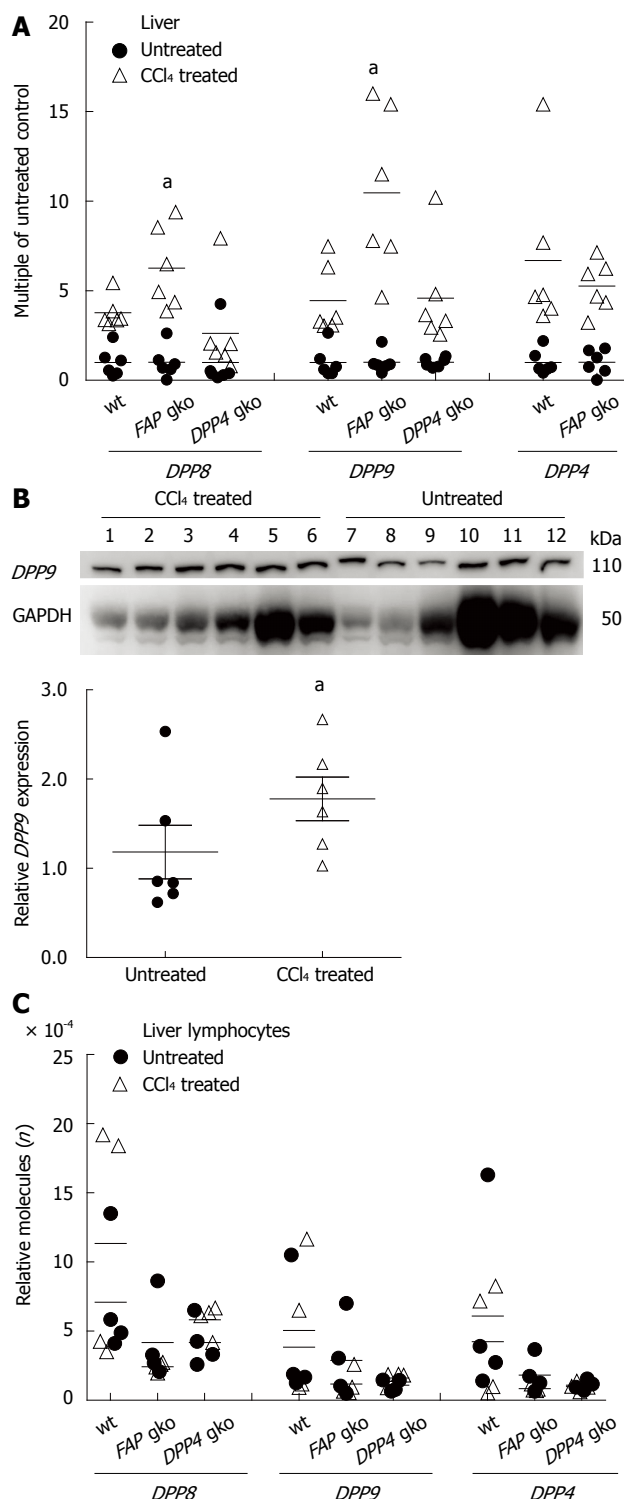 A
20
15
10
5
0
Multiple of untreated control
Liver
● Untreated
△ CCl₄ treated
a
a
wt
FAP gko
DPP4 gko
wt
FAP gko
DPP4 gko
wt
FAP gko
DPP8
DPP9
DPP4
B
CCl₄ treated
Untreated
1 2 3 4 5 6 7 8 9 10 11 12 kDa
DPP9
110
GAPDH
50
3.0
2.0
1.0
0.0
Relative DPP9 expression
a
Untreated
CCl₄ treated
C
× 10⁻⁴
25
20
15
10
5
0
Relative molecules (n)
Liver lymphocytes
● Untreated
△ CCl₄ treated
wt
FAP gko
DPP4 gko
wt
FAP gko
DPP4 gko
wt
FAP gko
DPP4 gko
DPP8
DPP9
DPP4